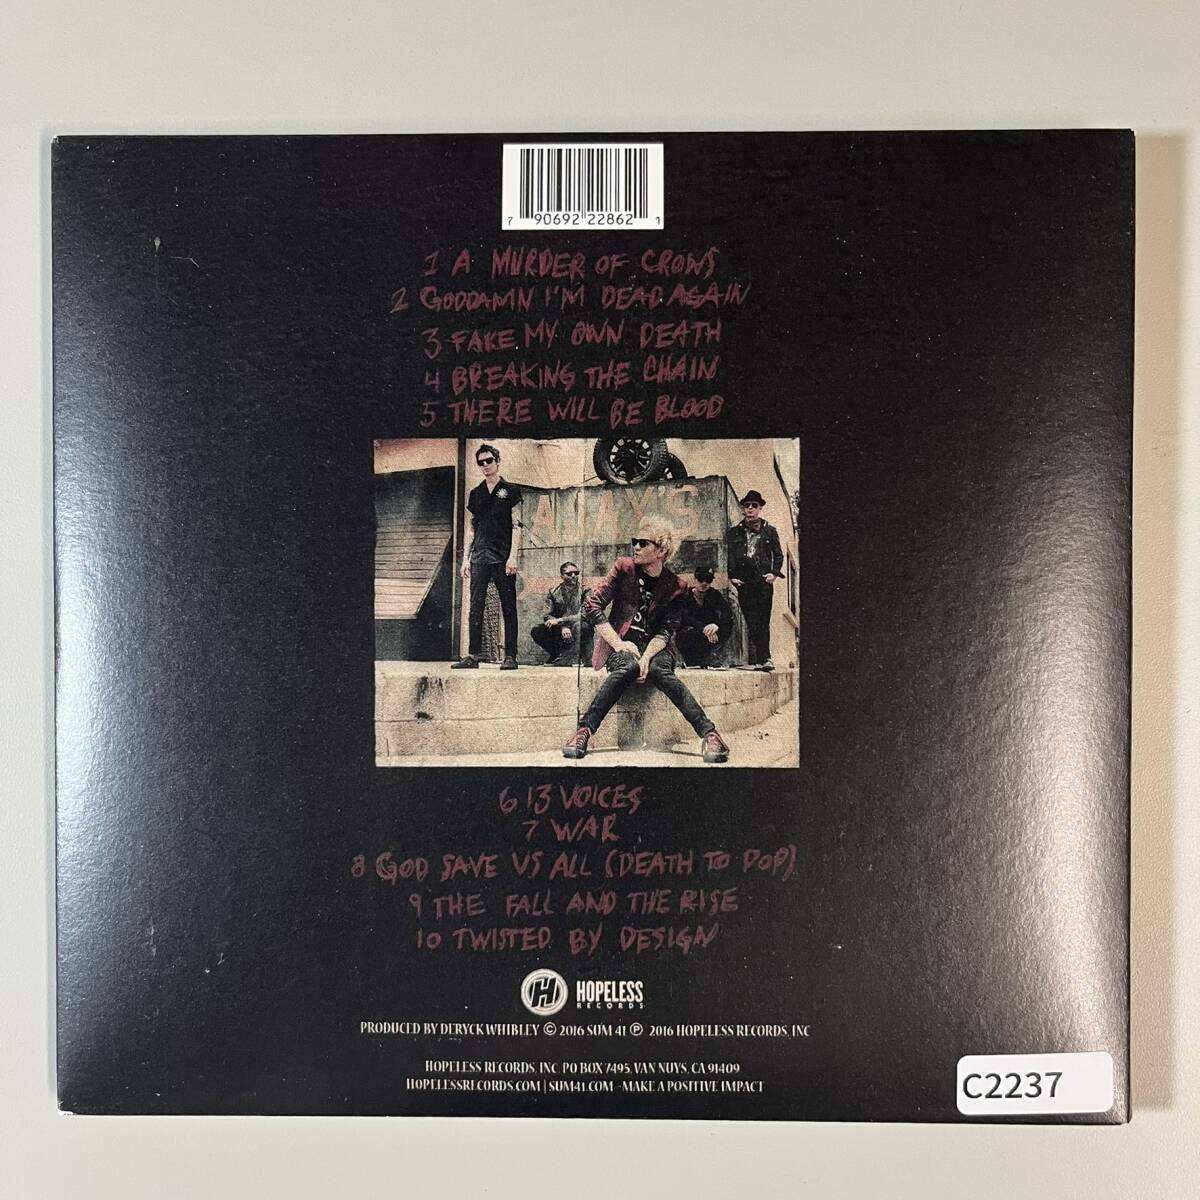 7 90692 22862 1
1 A MURDER OF CROWS
2 GODDAMN I'M DEAD AGAIN
3 FAKE MY OWN DEATH
4 BREAKING THE CHAIN
5 THERE WILL BE BLOOD
AJAY'S
6 13 VOICES
7 WAR
8 GOD SAVE US ALL (DEATH TO POP)
9 THE FALL AND THE RISE
10 TWISTED BY DESIGN
H HOPELESS
RECORDS
PRODUCED BY DERYCK WHIBLEY © 2016 SUM 41 ℗ 2016 HOPELESS RECORDS, INC
HOPELESS RECORDS, INC. PO BOX 7495, VAN NUYS, CA 91409
HOPELESSRECORDS.COM | SUM41.COM - MAKE A POSITIVE IMPACT
C2237